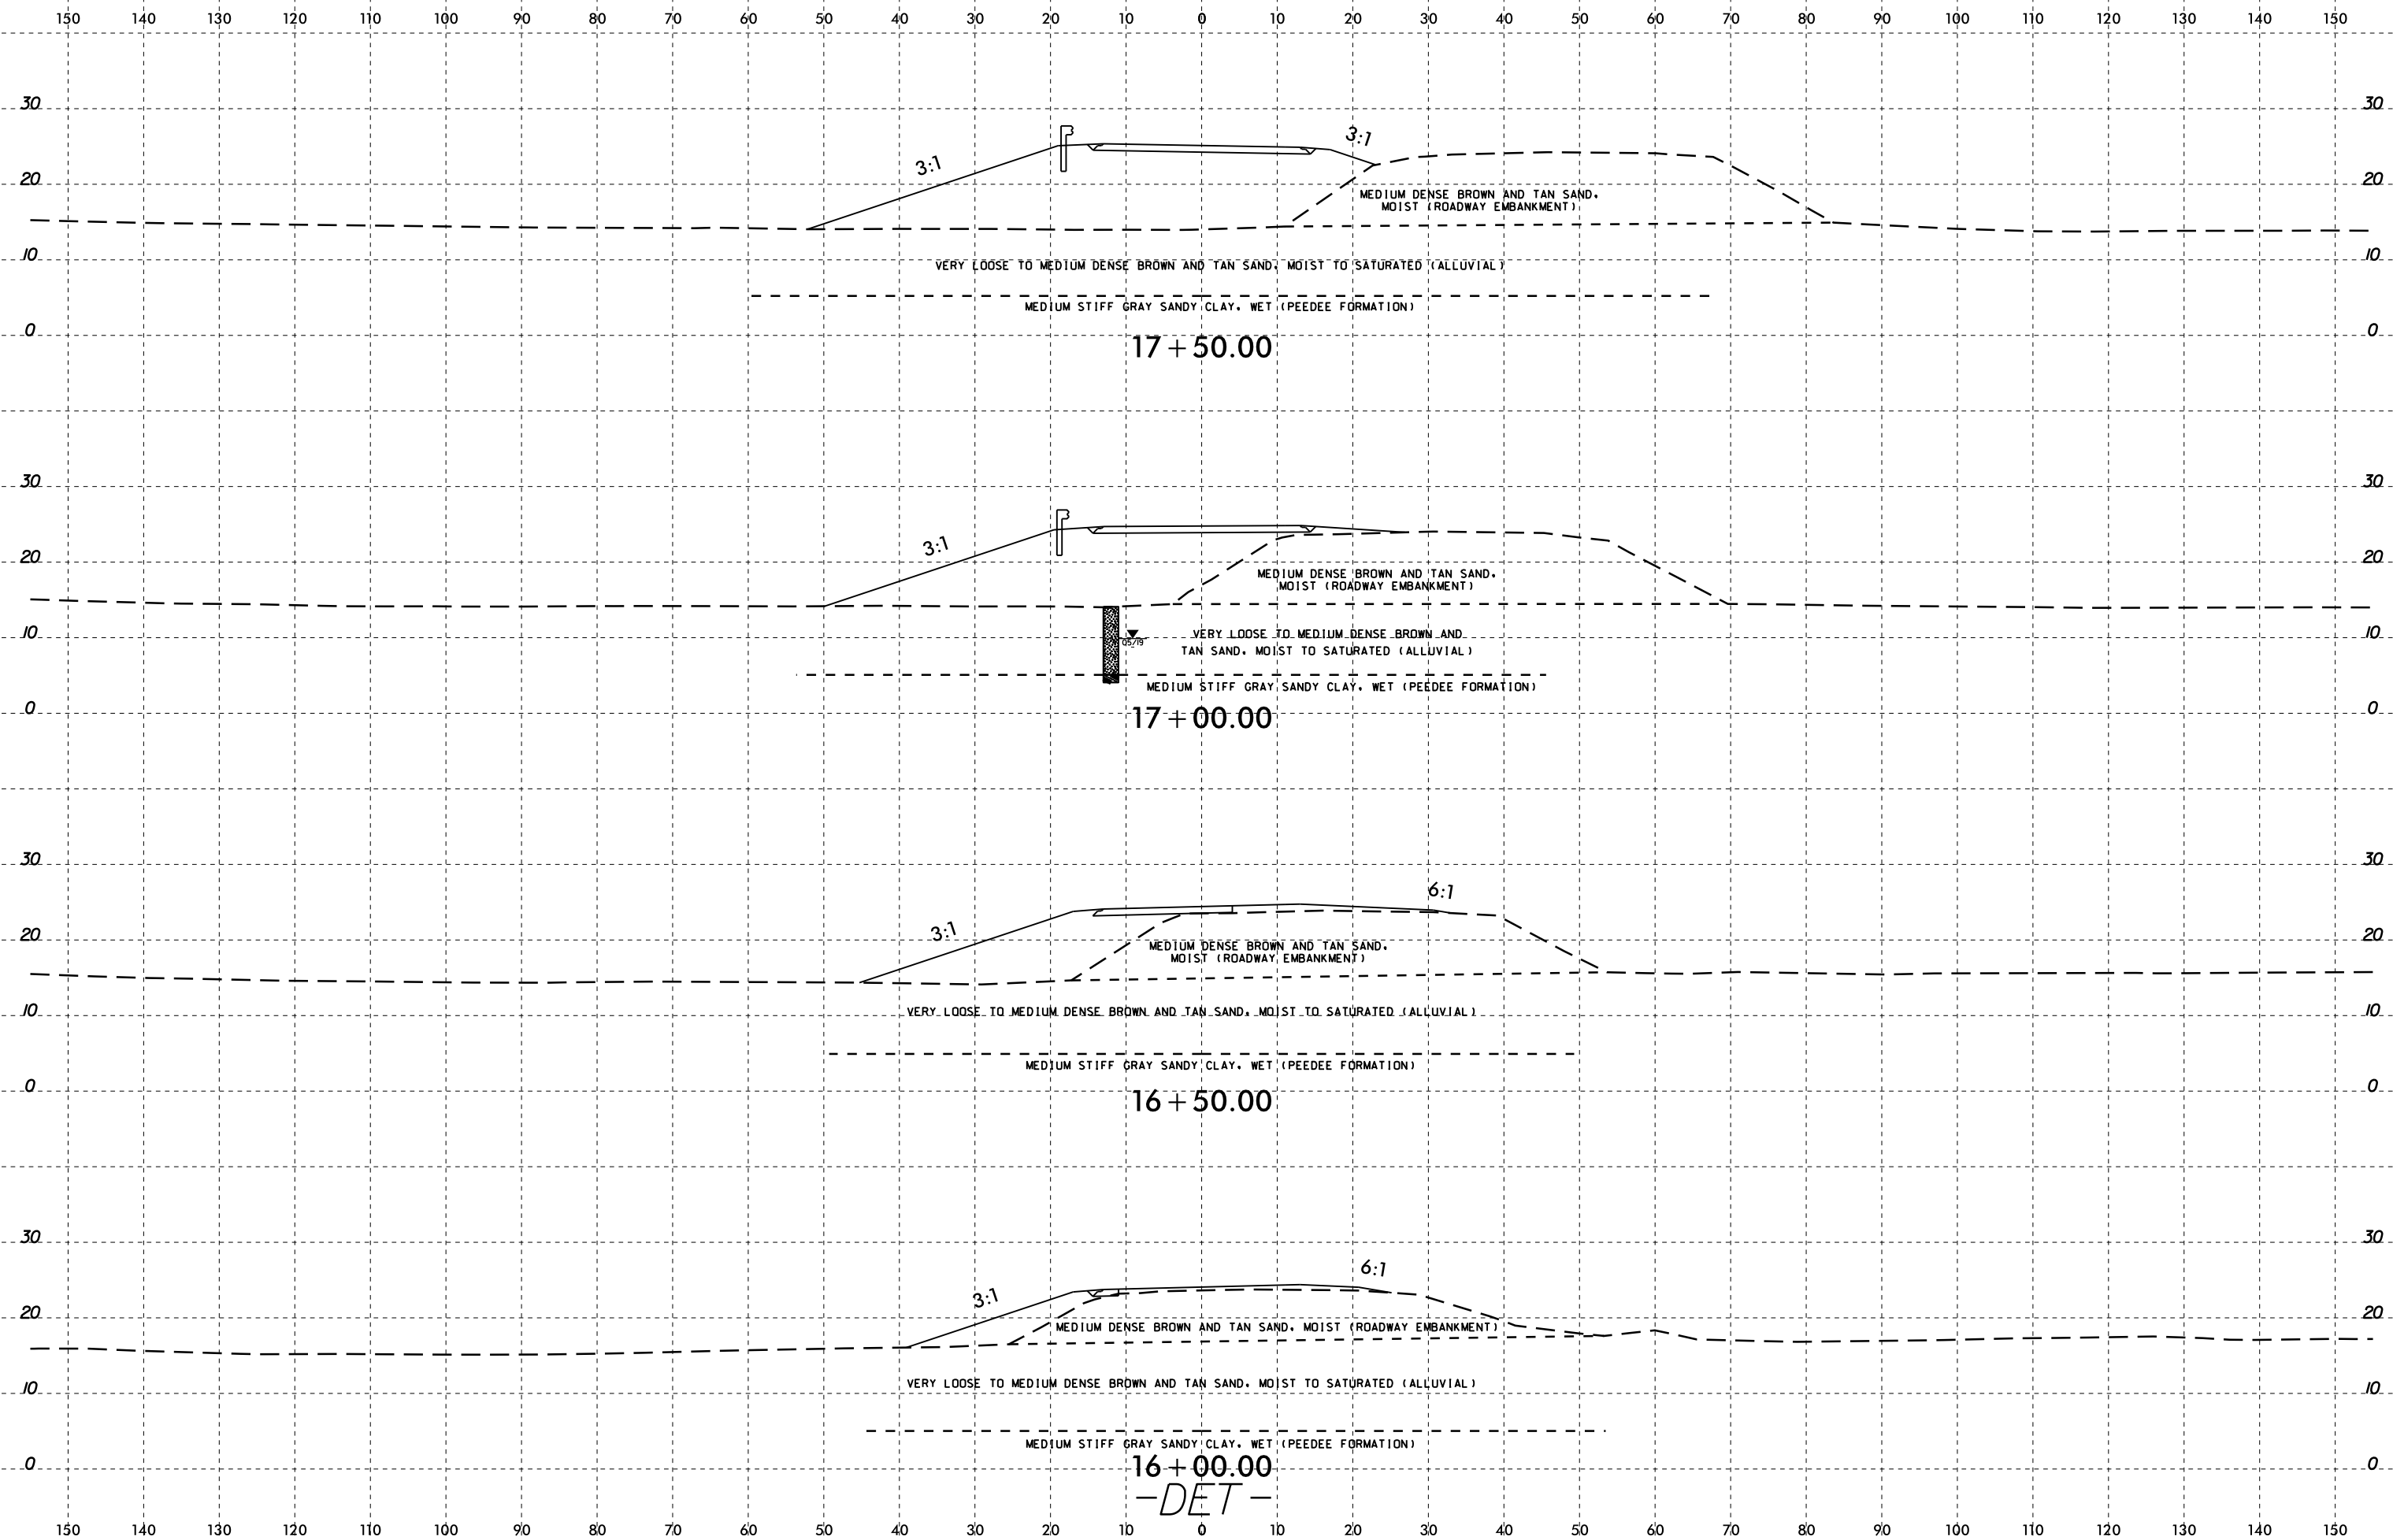 150 140 130 120 110 100 90 80 70 60 50 40 30 20 10 0 10 20 30 40 50 60 70 80 90 100 110 120 130 140 150
30 30
3:1 3:1
20 20
MEDIUM DENSE BROWN AND TAN SAND,
MOIST (ROADWAY EMBANKMENT)
10 10
VERY LOOSE TO MEDIUM DENSE BROWN AND TAN SAND, MOIST TO SATURATED (ALLUVIAL)
MEDIUM STIFF GRAY SANDY CLAY, WET (PEEDEE FORMATION)
0 0
17+50.00
30 30
3:1
20 20
MEDIUM DENSE BROWN AND TAN SAND,
MOIST (ROADWAY EMBANKMENT)
10 10
VERY LOOSE TO MEDIUM DENSE BROWN AND
05/19
TAN SAND, MOIST TO SATURATED (ALLUVIAL)
MEDIUM STIFF GRAY SANDY CLAY, WET (PEEDEE FORMATION)
0 0
17+00.00
30 30
6:1
3:1
20 20
MEDIUM DENSE BROWN AND TAN SAND,
MOIST (ROADWAY EMBANKMENT)
10 10
VERY LOOSE TO MEDIUM DENSE BROWN AND TAN SAND, MOIST TO SATURATED (ALLUVIAL)
MEDIUM STIFF GRAY SANDY CLAY, WET (PEEDEE FORMATION)
0 0
16+50.00
30 30
6:1
3:1
20 20
MEDIUM DENSE BROWN AND TAN SAND, MOIST (ROADWAY EMBANKMENT)
10 10
VERY LOOSE TO MEDIUM DENSE BROWN AND TAN SAND, MOIST TO SATURATED (ALLUVIAL)
MEDIUM STIFF GRAY SANDY CLAY, WET (PEEDEE FORMATION)
0 0
16+00.00
-DET-
150 140 130 120 110 100 90 80 70 60 50 40 30 20 10 0 10 20 30 40 50 60 70 80 90 100 110 120 130 140 150